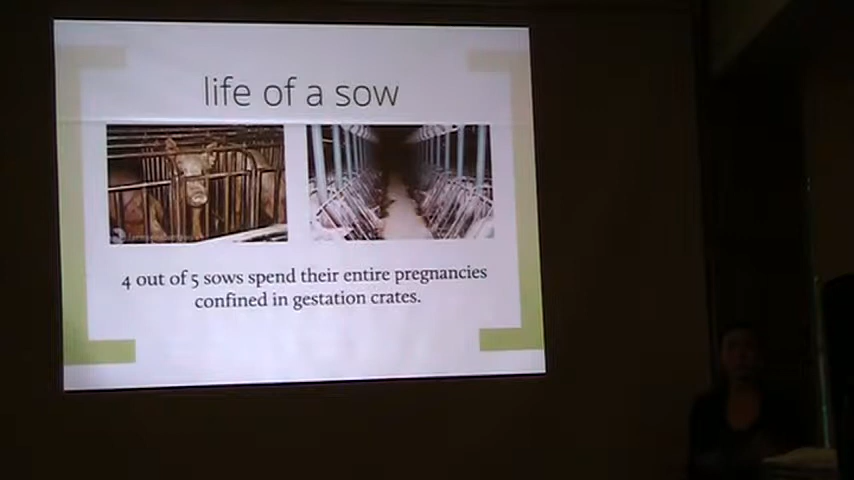 life of a sow
4 out of 5 sows spend their entire pregnancies
confined in gestation crates.